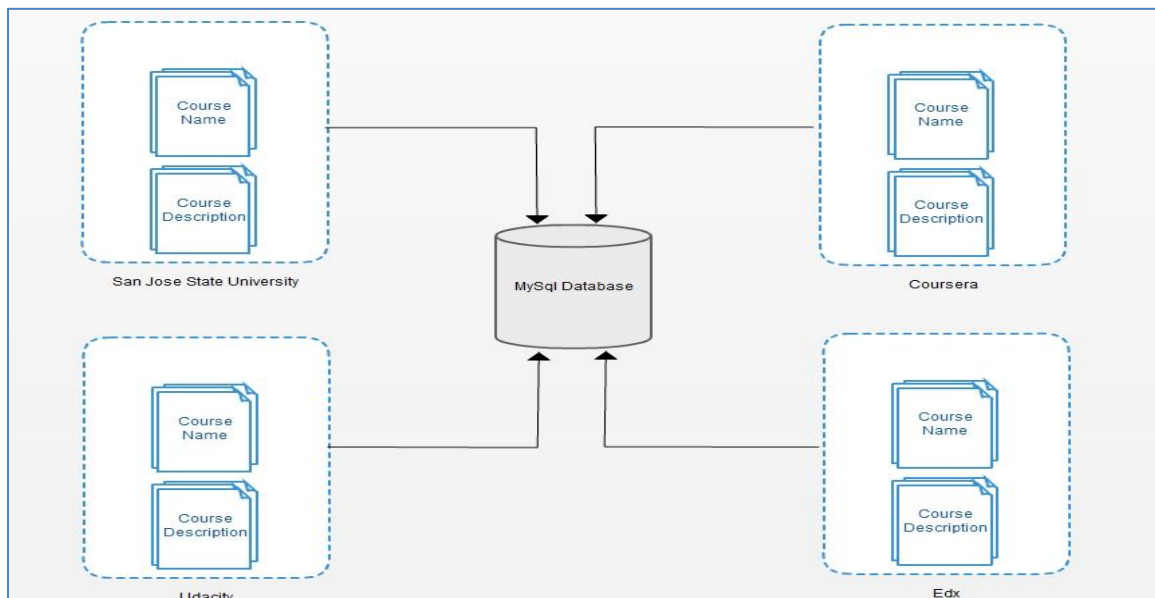 Course
Name
Course
Description
San Jose State University
Course
Name
Course
Description
Coursera
MySql Database
Course
Name
Course
Description
Udacity
Course
Name
Course
Description
Edx